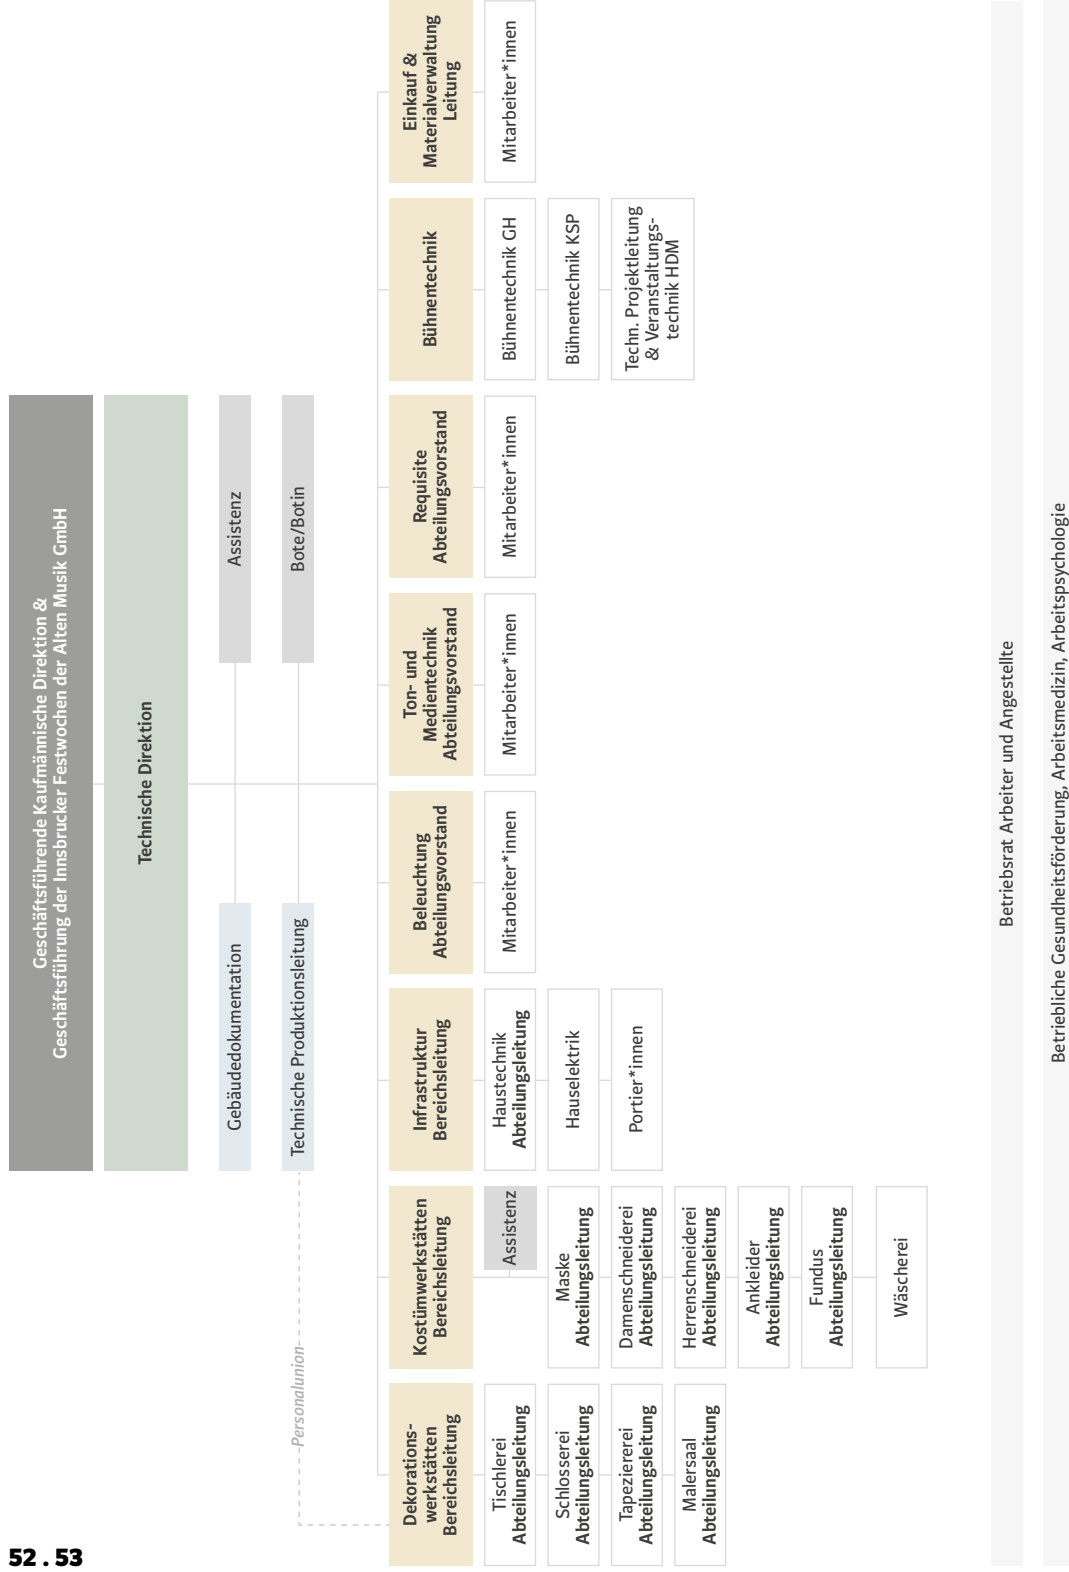 Geschäftsführende Kaufmännische Direktion &
Geschäftsführung der Innsbrucker Festwochen der Alten Musik GmbH
Technische Direktion
Gebäudedokumentation
Assistenz
Technische Produktionsleitung
Bote/Botin
Personalunion
Dekorations-
werkstätten
Bereichsleitung
Tischlerei
Abteilungsleitung
Schlosserei
Abteilungsleitung
Tapeziererei
Abteilungsleitung
Malersaal
Abteilungsleitung
Kostümwerkstätten
Bereichsleitung
Assistenz
Maske
Abteilungsleitung
Damenschneiderei
Abteilungsleitung
Herrenschneiderei
Abteilungsleitung
Ankleider
Abteilungsleitung
Fundus
Abteilungsleitung
Wäscherei
Infrastruktur
Bereichsleitung
Haustechnik
Abteilungsleitung
Hauselektrik
Portier*innen
Beleuchtung
Abteilungsvorstand
Mitarbeiter*innen
Ton- und
Medientechnik
Abteilungsvorstand
Mitarbeiter*innen
Requisite
Abteilungsvorstand
Mitarbeiter*innen
Bühnentechnik
Bühnentechnik GH
Bühnentechnik KSP
Techn. Projektleitung
& Veranstaltungs-
technik HDM
Einkauf &
Materialverwaltung
Leitung
Mitarbeiter*innen
Betriebsrat Arbeiter und Angestellte
Betriebliche Gesundheitsförderung, Arbeitsmedizin, Arbeitspsychologie
52 . 53